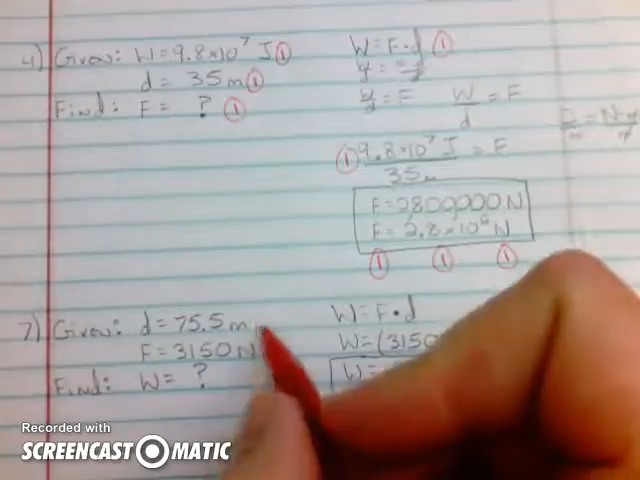 4) Given: W = 9.8×10⁷ J ①
d = 35 m ①
Find: F = ? ①
W = F·d ①
W/d = F
① 9.8×10⁷ J / 35 m = F
F = 2800000 N
F = 2.8×10⁶ N
① ① ①
7) Given: d = 75.5 m
F = 3150 N
Find: W = ?
W = F·d
W = (3150
W =
Recorded with
SCREENCAST MATIC